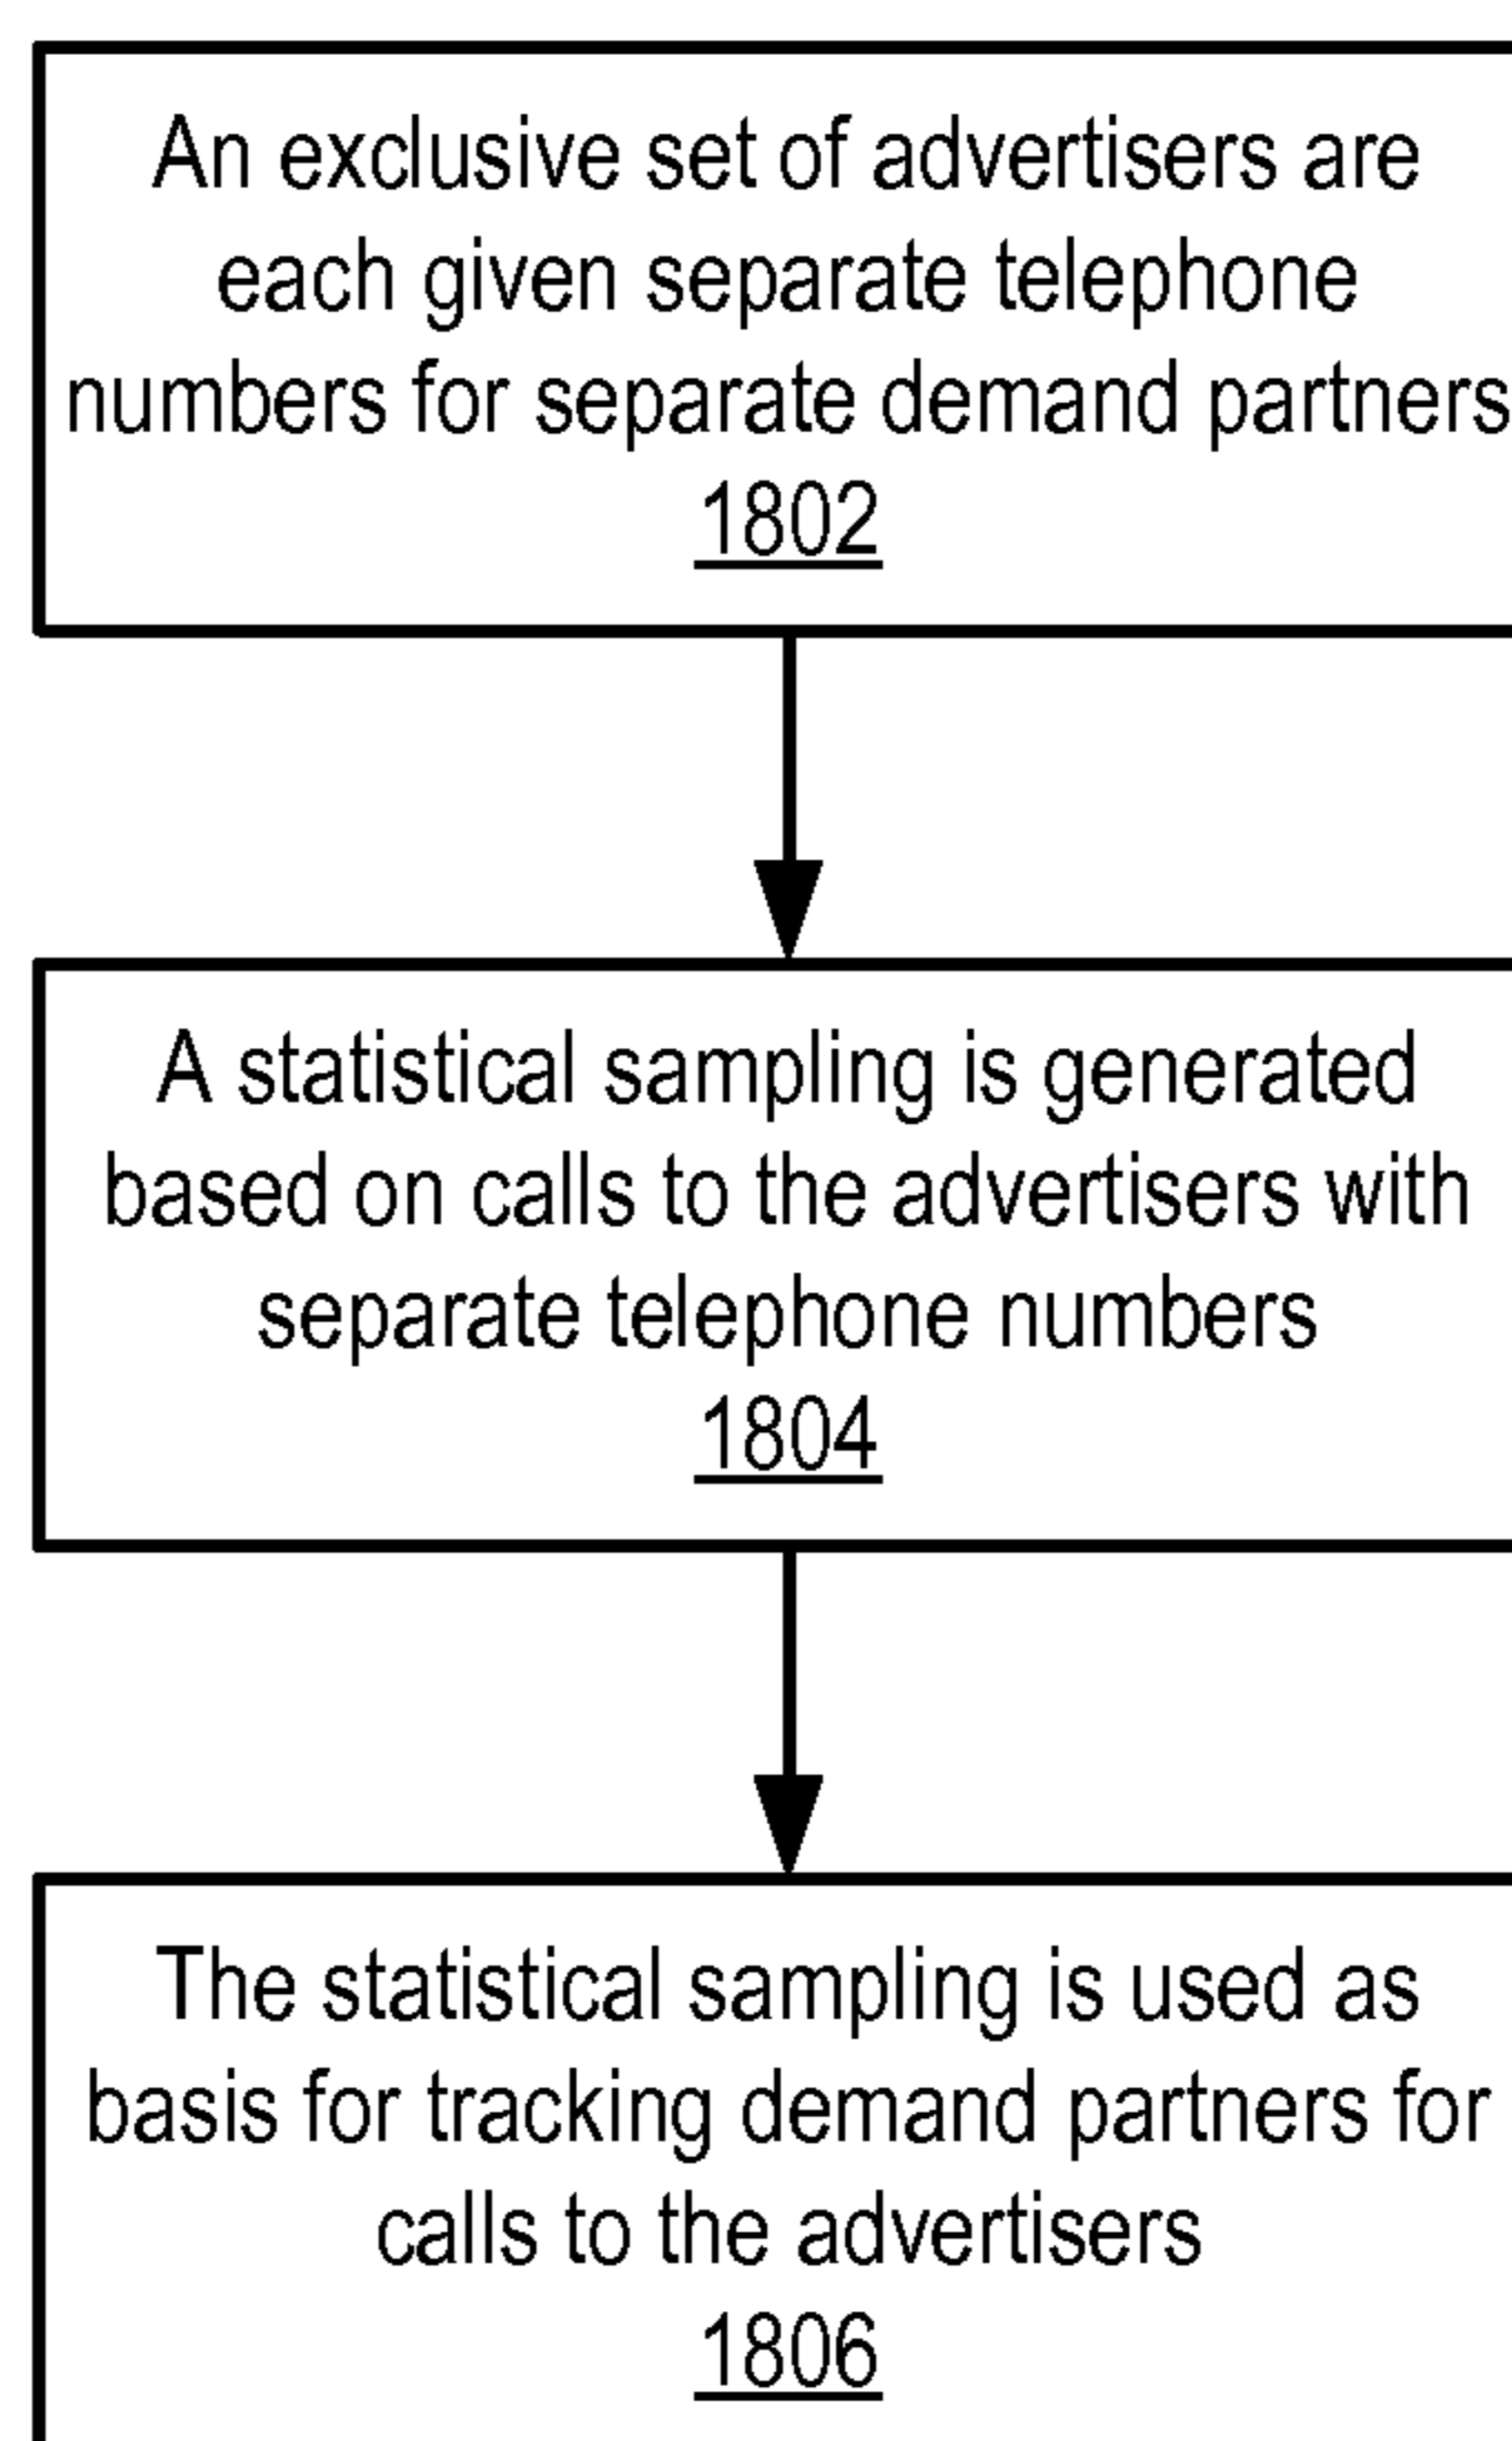 An exclusive set of advertisers are
each given separate telephone
numbers for separate demand partners
1802
A statistical sampling is generated
based on calls to the advertisers with
separate telephone numbers
1804
The statistical sampling is used as
basis for tracking demand partners for
calls to the advertisers
1806